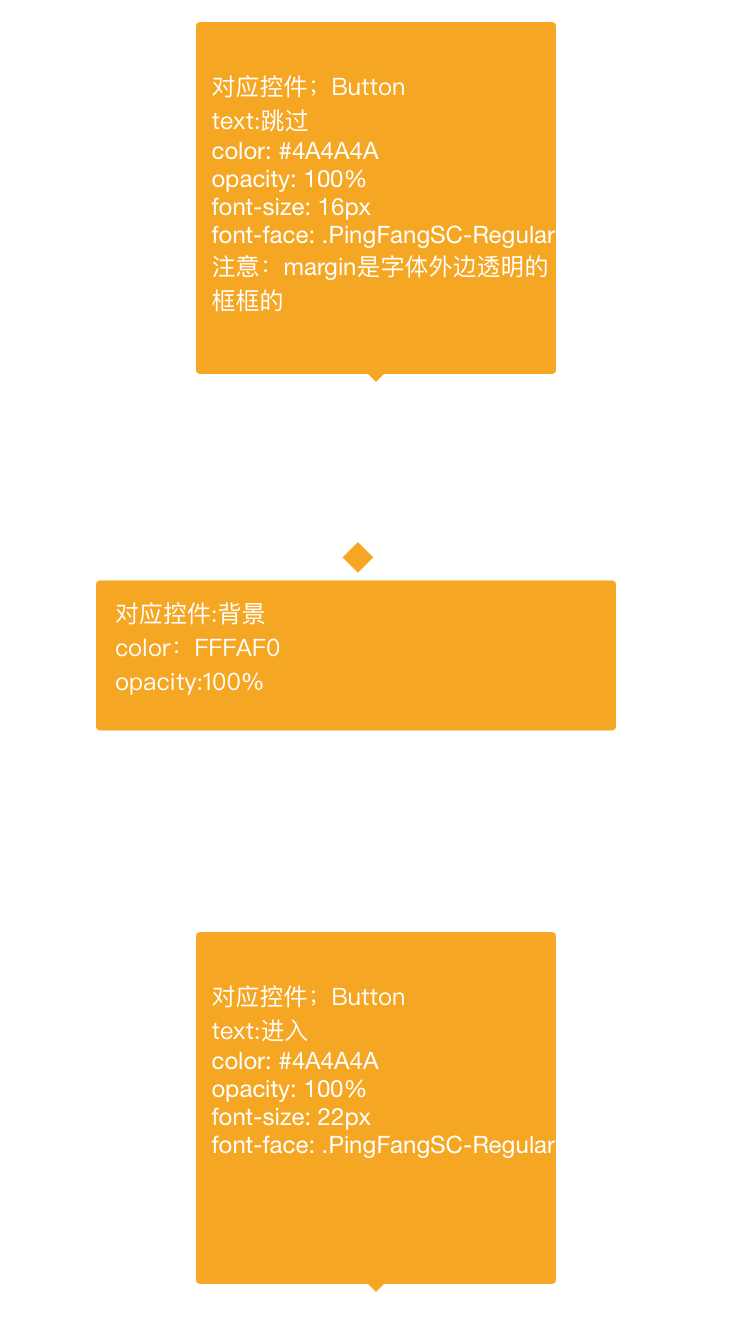 对应控件；Button
text:跳过
color: #4A4A4A
opacity: 100%
font-size: 16px
font-face: .PingFangSC-Regular
注意：margin是字体外边透明的
框框的
对应控件:背景
color：FFFAF0
opacity:100%
对应控件；Button
text:进入
color: #4A4A4A
opacity: 100%
font-size: 22px
font-face: .PingFangSC-Regular